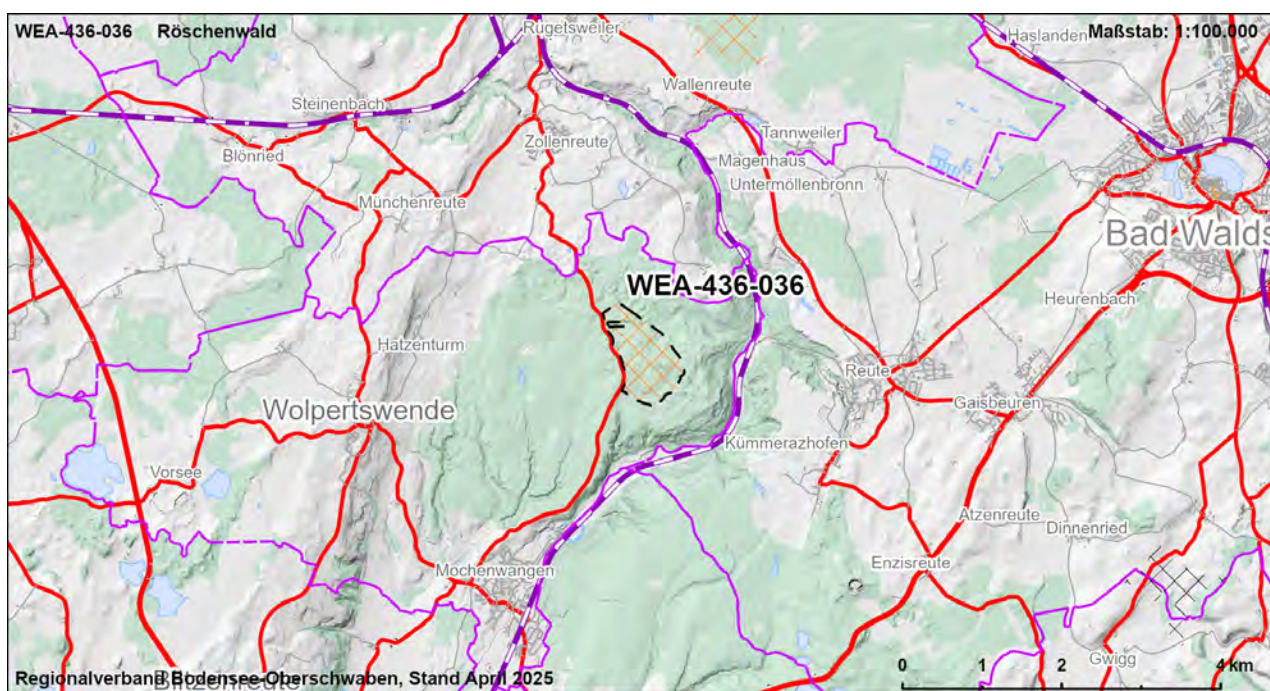 WEA-436-036 Röschenwald
Maßstab: 1:100.000
Rugetsweiler
Haslanden
Wallenreute
Steinenbach
Tannweiler
Zollenreute
Blönried
Magenhaus
Untermöllenbronn
Münchenreute
Bad Walds
WEA-436-036
Heurenbach
Hatzenturm
Reute
Gaisbeuren
Wolpertswende
Kümmerazhofen
Vorsee
Atzenreute
Dinnenried
Enzisreute
Mochenwangen
Gwigg
Blitzenreute
0 1 2 4 km
Regionalverband Bodensee-Oberschwaben, Stand April 2025